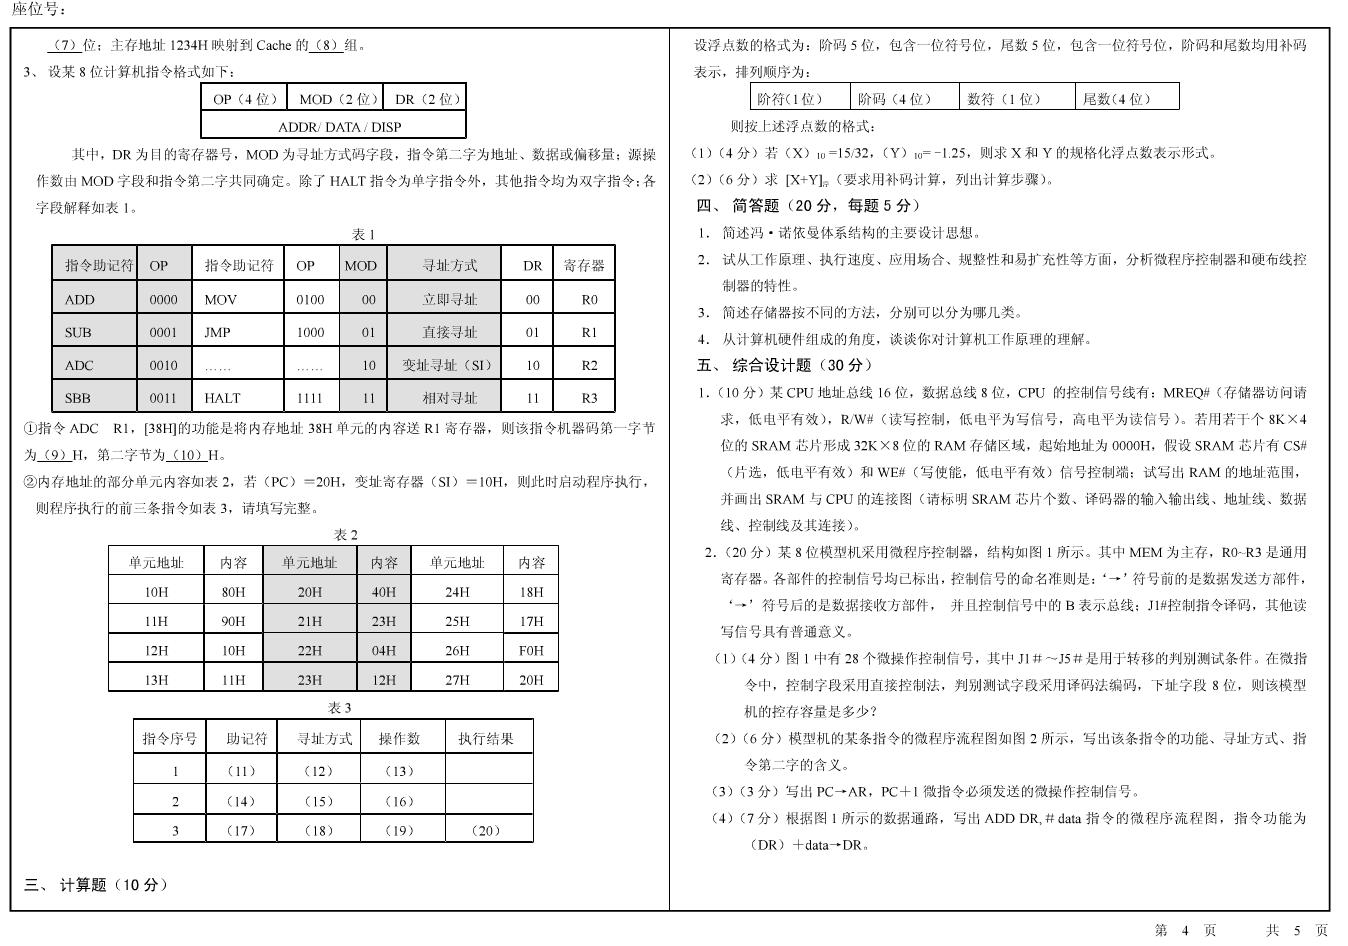 座位号：
（7）位；主存地址 1234H 映射到 Cache 的（8）组。
3、 设某 8 位计算机指令格式如下：
OP（4 位） MOD（2 位） DR（2 位）
ADDR/ DATA / DISP
其中，DR 为目的寄存器号，MOD 为寻址方式码字段，指令第二字为地址、数据或偏移量；源操
作数由 MOD 字段和指令第二字共同确定。除了 HALT 指令为单字指令外，其他指令均为双字指令；各
字段解释如表 1。
表 1
指令助记符 OP 指令助记符 OP MOD 寻址方式 DR 寄存器
ADD 0000 MOV 0100 00 立即寻址 00 R0
SUB 0001 JMP 1000 01 直接寻址 01 R1
ADC 0010 …… …… 10 变址寻址（SI） 10 R2
SBB 0011 HALT 1111 11 相对寻址 11 R3
①指令 ADC R1，[38H]的功能是将内存地址 38H 单元的内容送 R1 寄存器，则该指令机器码第一字节
为（9）H，第二字节为（10）H。
②内存地址的部分单元内容如表 2，若（PC）＝20H，变址寄存器（SI）＝10H，则此时启动程序执行，
则程序执行的前三条指令如表 3，请填写完整。
表 2
单元地址 内容 单元地址 内容 单元地址 内容
10H 80H 20H 40H 24H 18H
11H 90H 21H 23H 25H 17H
12H 10H 22H 04H 26H F0H
13H 11H 23H 12H 27H 20H
表 3
指令序号 助记符 寻址方式 操作数 执行结果
1 （11） （12） （13）
2 （14） （15） （16）
3 （17） （18） （19） （20）
三、 计算题（10 分）
设浮点数的格式为：阶码 5 位，包含一位符号位，尾数 5 位，包含一位符号位，阶码和尾数均用补码
表示，排列顺序为：
阶符(1 位） 阶码（4 位） 数符（1 位） 尾数(4 位）
则按上述浮点数的格式：
(1)（4 分）若（X）10 =15/32，（Y）10= −1.25，则求 X 和 Y 的规格化浮点数表示形式。
(2)（6 分）求 [X+Y]浮（要求用补码计算，列出计算步骤）。
四、 简答题（20 分，每题 5 分）
1． 简述冯·诺依曼体系结构的主要设计思想。
2． 试从工作原理、执行速度、应用场合、规整性和易扩充性等方面，分析微程序控制器和硬布线控
制器的特性。
3． 简述存储器按不同的方法，分别可以分为哪几类。
4． 从计算机硬件组成的角度，谈谈你对计算机工作原理的理解。
五、 综合设计题（30 分）
1．（10 分）某 CPU 地址总线 16 位，数据总线 8 位，CPU 的控制信号线有：MREQ#（存储器访问请
求，低电平有效），R/W#（读写控制，低电平为写信号，高电平为读信号）。若用若干个 8K×4
位的 SRAM 芯片形成 32K×8 位的 RAM 存储区域，起始地址为 0000H，假设 SRAM 芯片有 CS#
（片选，低电平有效）和 WE#（写使能，低电平有效）信号控制端；试写出 RAM 的地址范围，
并画出 SRAM 与 CPU 的连接图（请标明 SRAM 芯片个数、译码器的输入输出线、地址线、数据
线、控制线及其连接）。
2．（20 分）某 8 位模型机采用微程序控制器，结构如图 1 所示。其中 MEM 为主存，R0~R3 是通用
寄存器。各部件的控制信号均已标出，控制信号的命名准则是：‘→’符号前的是数据发送方部件，
‘→’符号后的是数据接收方部件， 并且控制信号中的 B 表示总线；J1#控制指令译码，其他读
写信号具有普通意义。
(1)（4 分）图 1 中有 28 个微操作控制信号，其中 J1＃～J5＃是用于转移的判别测试条件。在微指
令中，控制字段采用直接控制法，判别测试字段采用译码法编码，下址字段 8 位，则该模型
机的控存容量是多少？
(2)（6 分）模型机的某条指令的微程序流程图如图 2 所示，写出该条指令的功能、寻址方式、指
令第二字的含义。
(3)（3 分）写出 PC→AR，PC＋1 微指令必须发送的微操作控制信号。
(4)（7 分）根据图 1 所示的数据通路，写出 ADD DR,＃data 指令的微程序流程图，指令功能为
（DR）＋data→DR。
第 4 页 共 5 页